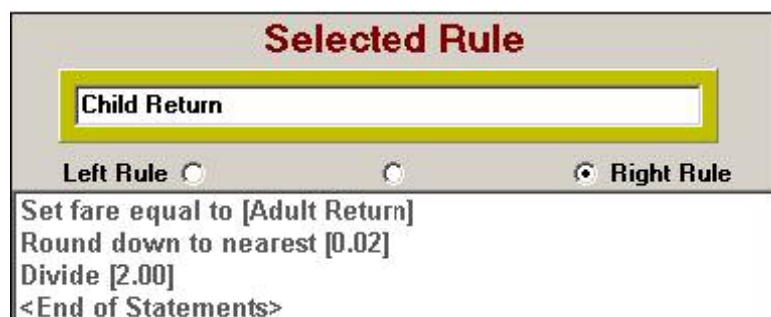 Selected Rule
Child Return
Left Rule Right Rule
Set fare equal to [Adult Return]
Round down to nearest [0.02]
Divide [2.00]
<End of Statements>